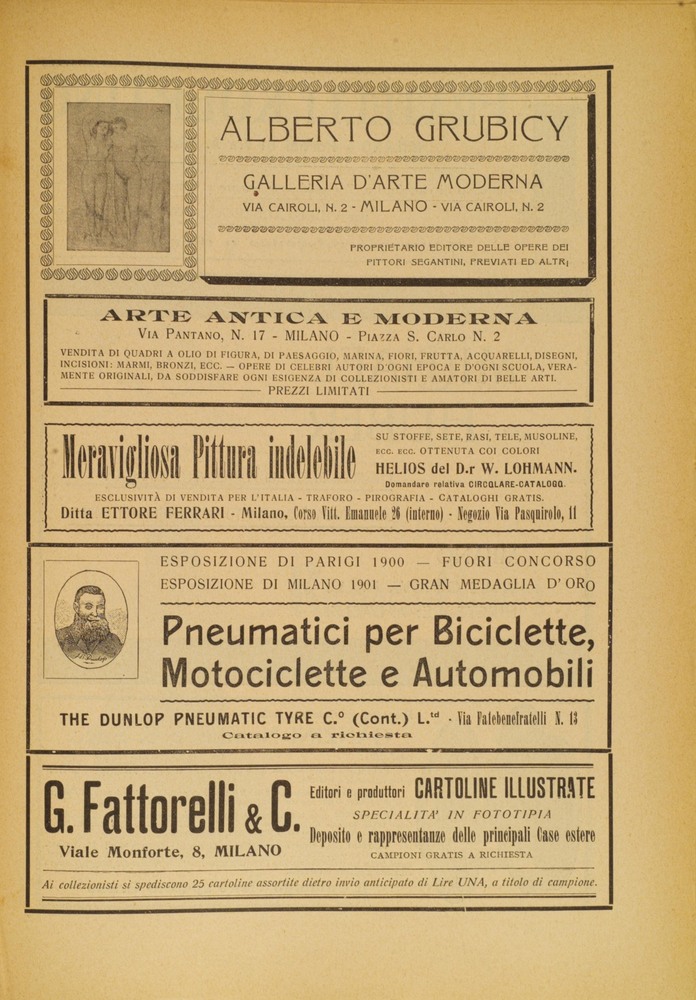 ALBERTO GRUBICY
GALLERIA D'ARTE MODERNA
VIA CAIROLI, N. 2 - MILANO - VIA CAIROLI, N. 2
PROPRIETARIO EDITORE DELLE OPERE DEI
PITTORI SEGANTINI, PREVIATI ED ALTRI
ARTE ANTICA E MODERNA
VIA PANTANO, N. 17 - MILANO - PIAZZA S. CARLO N. 2
VENDITA DI QUADRI A OLIO DI FIGURA, DI PAESAGGIO, MARINA, FIORI, FRUTTA, ACQUARELLI, DISEGNI,
INCISIONI: MARMI, BRONZI, ECC. — OPERE DI CELEBRI AUTORI D'OGNI EPOCA E D'OGNI SCUOLA, VERA-
MENTE ORIGINALI, DA SODDISFARE OGNI ESIGENZA DI COLLEZIONISTI E AMATORI DI BELLE ARTI.
PREZZI LIMITATI
Meravigliosa Pittura indelebile
SU STOFFE, SETE, RASI, TELE, MUSOLINE,
ECC. ECC. OTTENUTA COI COLORI
HELIOS del D.r W. LOHMANN.
Domandare relativa CIRCOLARE-CATALOGO.
ESCLUSIVITÀ DI VENDITA PER L'ITALIA - TRAFORO - PIROGRAFIA - CATALOGHI GRATIS.
Ditta ETTORE FERRARI - Milano, Corso Vitt. Emanuele 26 (interno) - Negozio Via Pasquirolo, 11
ESPOSIZIONE DI PARIGI 1900 — FUORI CONCORSO
ESPOSIZIONE DI MILANO 1901 — GRAN MEDAGLIA D'ORO
Pneumatici per Biciclette,
Motociclette e Automobili
THE DUNLOP PNEUMATIC TYRE C.º (Cont.) L.td - Via Fatebenefratelli N. 13
Catalogo a richiesta
G. Fattorelli & C.
Viale Monforte, 8, MILANO
Editori e produttori CARTOLINE ILLUSTRATE
SPECIALITA' IN FOTOTIPIA
Deposito e rappresentanze delle principali Case estere
CAMPIONI GRATIS A RICHIESTA
Ai collezionisti si spediscono 25 cartoline assortite dietro invio anticipato di Lire UNA, a titolo di campione.